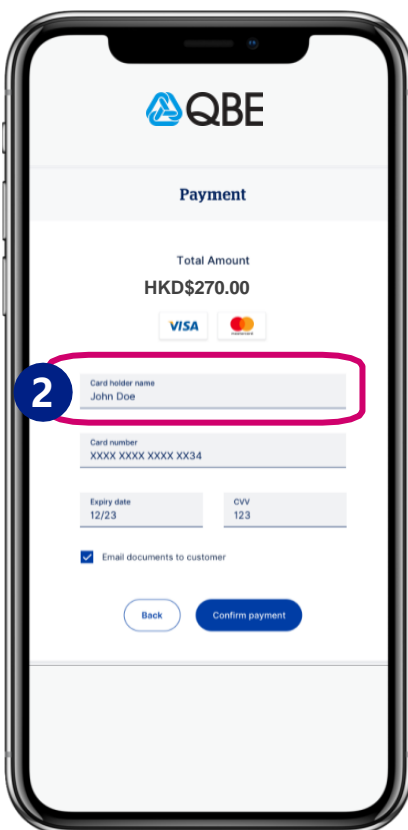 QBE
Payment
Total Amount
HKD$270.00
VISA
2
Card holder name
John Doe
Card number
XXXX XXXX XXXX XX34
Expiry date
CVV
12/23
123
Email documents to customer
Back
Confirm payment